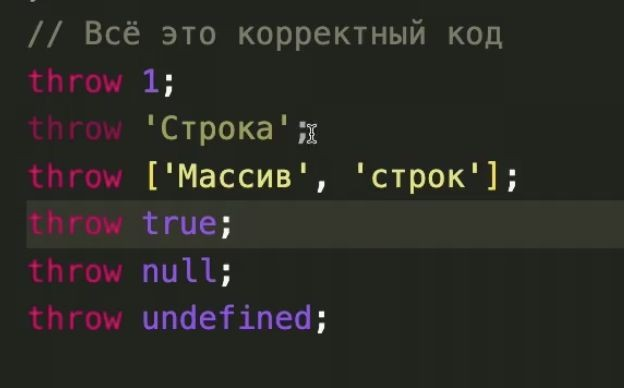 // Всё это корректный код
throw 1;
throw 'Строка';
throw ['Массив', 'строк'];
throw true;
throw null;
throw undefined;